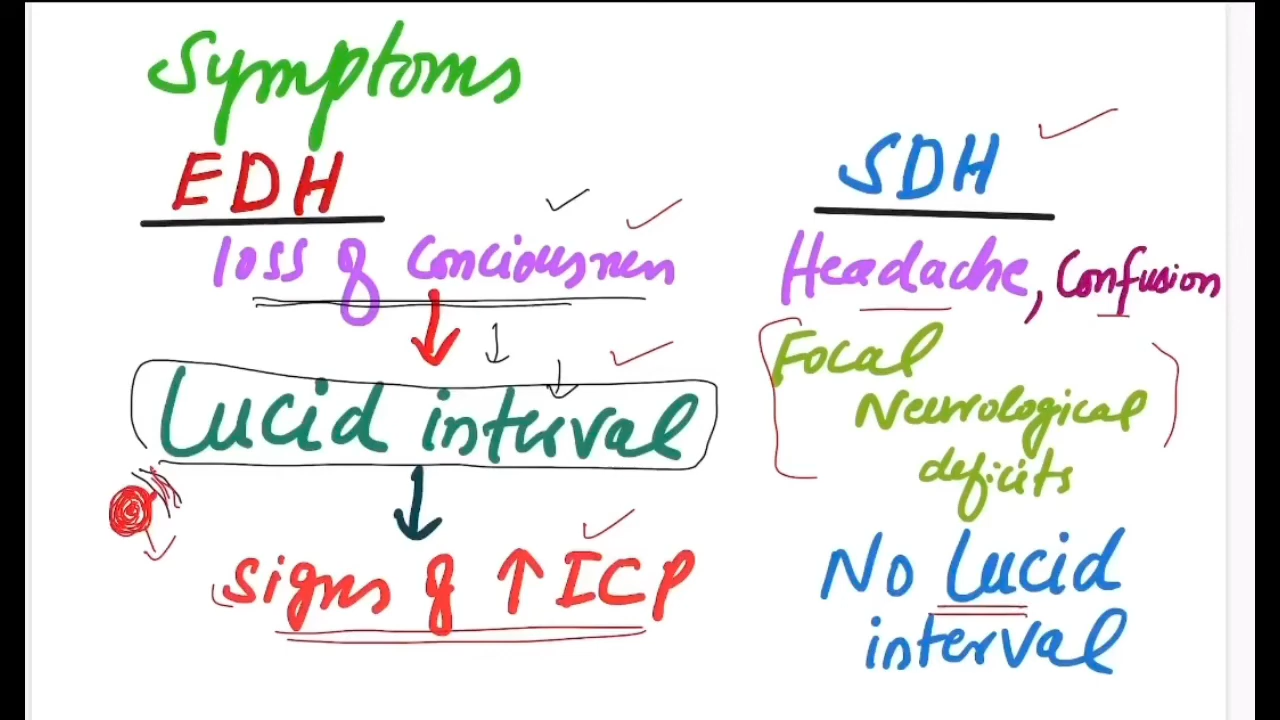 Symptoms
EDH
loss of Conciousness
Lucid interval
signs of ↑ ICP
SDH
Headache, Confusion
Focal
Neurological
deficits
No Lucid
interval